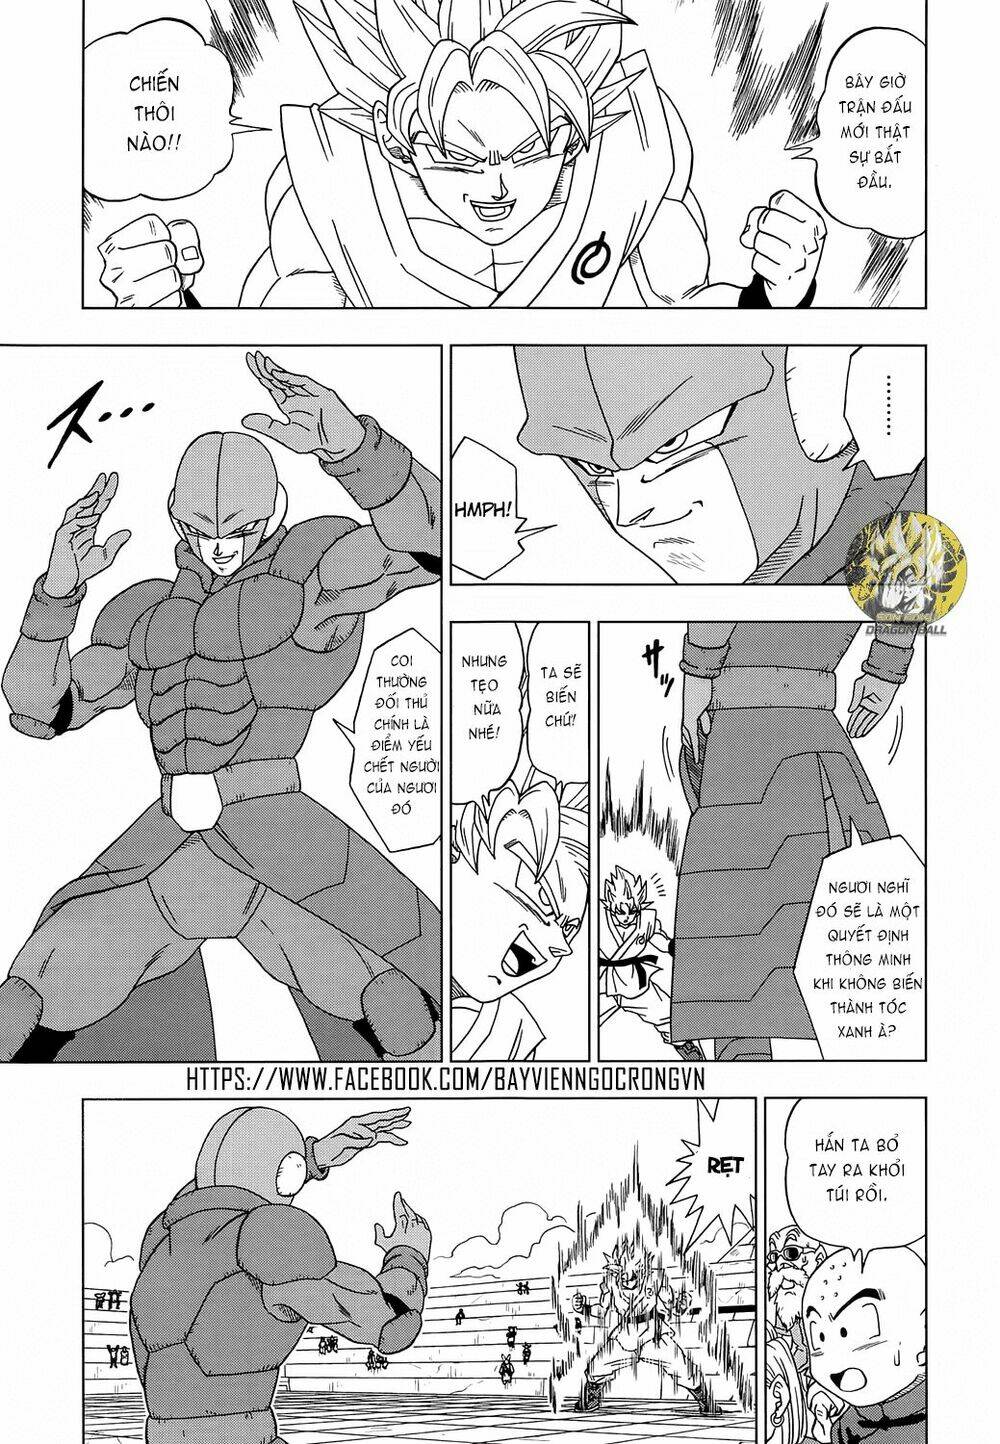 BÂY GIỜ
TRẬN ĐẤU
MỚI THẬT
SỰ BẮT
ĐẦU.
CHIẾN
THÔI
NÀO!!
.........
HMPH!
サッ
NGƯƠI NGHĨ
ĐÓ SẼ LÀ MỘT
QUYẾT ĐỊNH
THÔNG MINH
KHI KHÔNG BIẾN
THÀNH TÓC
XANH À?
TA SẼ
BIẾN
CHỨ!
NHƯNG
TẸO
NỮA
NHÉ!
ス...
COI
THƯỜNG
ĐỐI THỦ
CHÍNH LÀ
ĐIỂM YẾU
CHẾT NGƯỜI
CỦA NGƯƠI
ĐÓ
DRAGON BALL
HTTPS://WWW.FACEBOOK.COM/BAYVIENNGOCRONGVN
HẮN TA BỎ
TAY RA KHỎI
TÚI RỒI.
RẸT